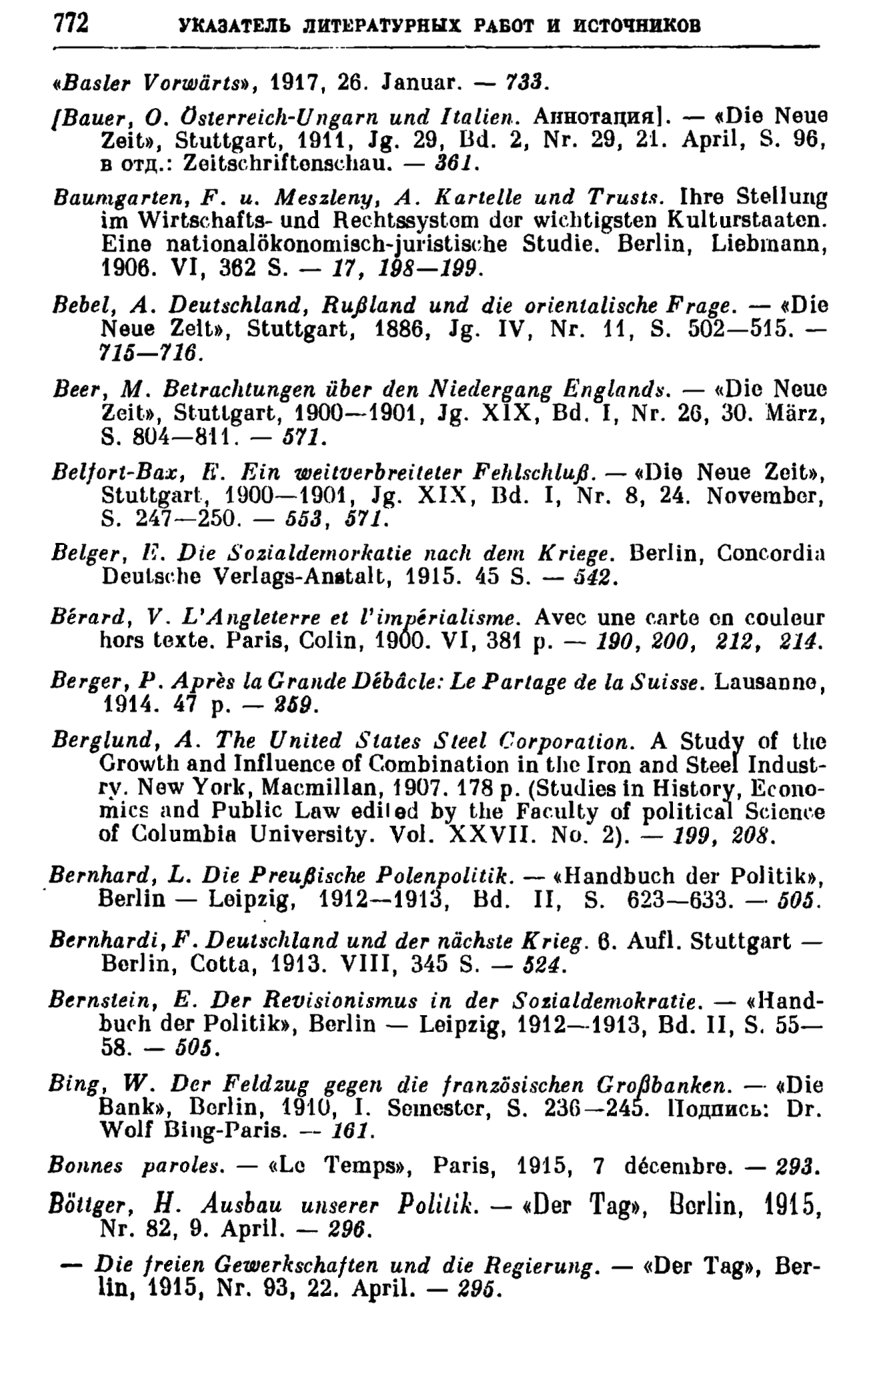 772 УКАЗАТЕЛЬ ЛИТЕРАТУРНЫХ РАБОТ И ИСТОЧНИКОВ
«Basler Vorwärts», 1917, 26. Januar. — 733.
[Bauer, O. Österreich-Ungarn und Italien. Аннотация]. — «Die Neue
Zeit», Stuttgart, 1911, Jg. 29, Bd. 2, Nr. 29, 21. April, S. 96,
в отд.: Zeitschriftenschau. — 361.
Baumgarten, F. u. Meszleny, A. Kartelle und Trusts. Ihre Stellung
im Wirtschafts- und Rechtssystem der wichtigsten Kulturstaaten.
Eine nationalökonomisch-juristische Studie. Berlin, Liebmann,
1906. VI, 362 S. — 17, 198—199.
Bebel, A. Deutschland, Rußland und die orientalische Frage. — «Die
Neue Zeit», Stuttgart, 1886, Jg. IV, Nr. 11, S. 502—515. —
715—716.
Beer, M. Betrachtungen über den Niedergang Englands. — «Die Neue
Zeit», Stuttgart, 1900—1901, Jg. XIX, Bd. I, Nr. 26, 30. März,
S. 804—811. — 571.
Belfort-Bax, E. Ein weitverbreiteter Fehlschluß. — «Die Neue Zeit»,
Stuttgart, 1900—1901, Jg. XIX, Bd. I, Nr. 8, 24. November,
S. 247—250. — 553, 571.
Belger, E. Die Sozialdemorkatie nach dem Kriege. Berlin, Concordia
Deutsche Verlags-Anstalt, 1915. 45 S. — 542.
Bérard, V. L'Angleterre et l'impérialisme. Avec une carte en couleur
hors texte. Paris, Colin, 1900. VI, 381 p. — 190, 200, 212, 214.
Berger, P. Après la Grande Débâcle: Le Partage de la Suisse. Lausanne,
1914. 47 p. — 259.
Berglund, A. The United States Steel Corporation. A Study of the
Growth and Influence of Combination in the Iron and Steel Indust-
ry. New York, Macmillan, 1907. 178 p. (Studies in History, Econo-
mics and Public Law edited by the Faculty of political Science
of Columbia University. Vol. XXVII. No. 2). — 199, 208.
Bernhard, L. Die Preußische Polenpolitik. — «Handbuch der Politik»,
Berlin — Leipzig, 1912—1913, Bd. II, S. 623—633. — 505.
Bernhardi, F. Deutschland und der nächste Krieg. 6. Aufl. Stuttgart —
Berlin, Cotta, 1913. VIII, 345 S. — 524.
Bernstein, E. Der Revisionismus in der Sozialdemokratie. — «Hand-
buch der Politik», Berlin — Leipzig, 1912—1913, Bd. II, S. 55—
58. — 505.
Bing, W. Der Feldzug gegen die französischen Großbanken. — «Die
Bank», Berlin, 1910, I. Semester, S. 236—245. Подпись: Dr.
Wolf Bing-Paris. — 161.
Bonnes paroles. — «Le Temps», Paris, 1915, 7 décembre. — 293.
Böttger, H. Ausbau unserer Politik. — «Der Tag», Berlin, 1915,
Nr. 82, 9. April. — 296.
— Die freien Gewerkschaften und die Regierung. — «Der Tag», Ber-
lin, 1915, Nr. 93, 22. April. — 295.